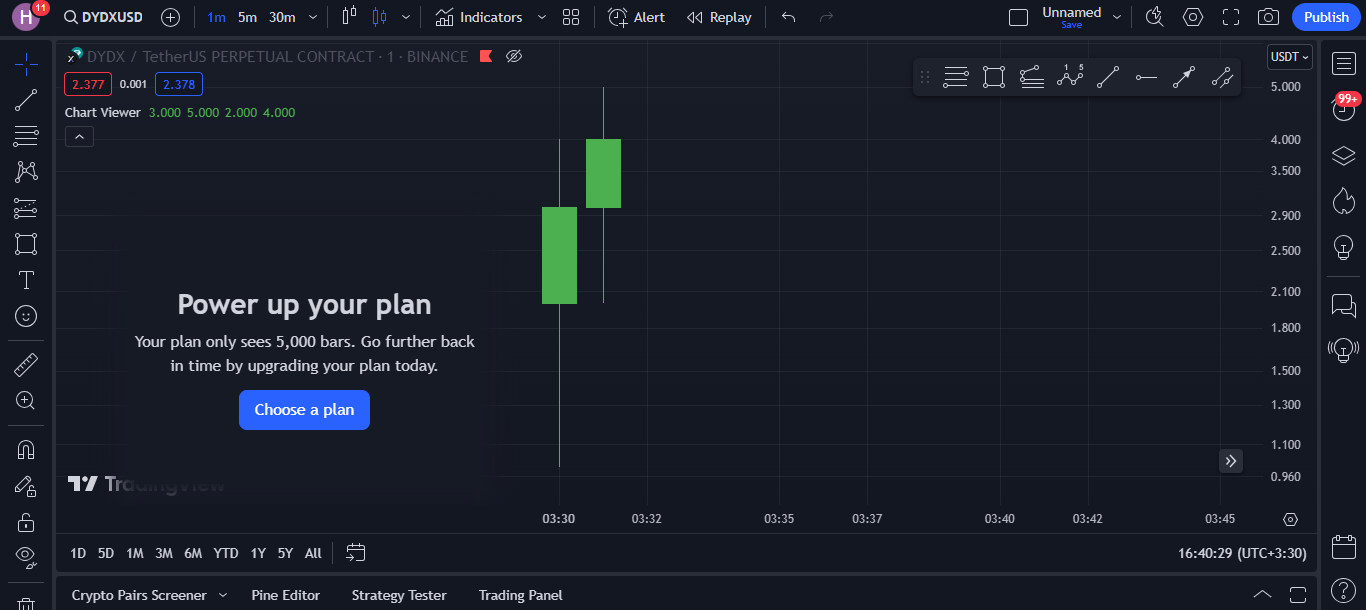 H 11 DYDXUSD 1m 5m 30m Indicators Alert Replay Unnamed Publish
Save
DYDX / TetherUS PERPETUAL CONTRACT · 1 · BINANCE USDT
2.377 0.001 2.378
Chart Viewer 3.000 5.000 2.000 4.000
1 5
5.000
99+
4.000
3.500
2.900
2.500
2.100
1.800
1.500
1.300
1.100
0.960
Power up your plan
Your plan only sees 5,000 bars. Go further back
in time by upgrading your plan today.
Choose a plan
TradingView
03:30 03:32 03:35 03:37 03:40 03:42 03:45
1D 5D 1M 3M 6M YTD 1Y 5Y All 16:40:29 (UTC+3:30)
Crypto Pairs Screener Pine Editor Strategy Tester Trading Panel